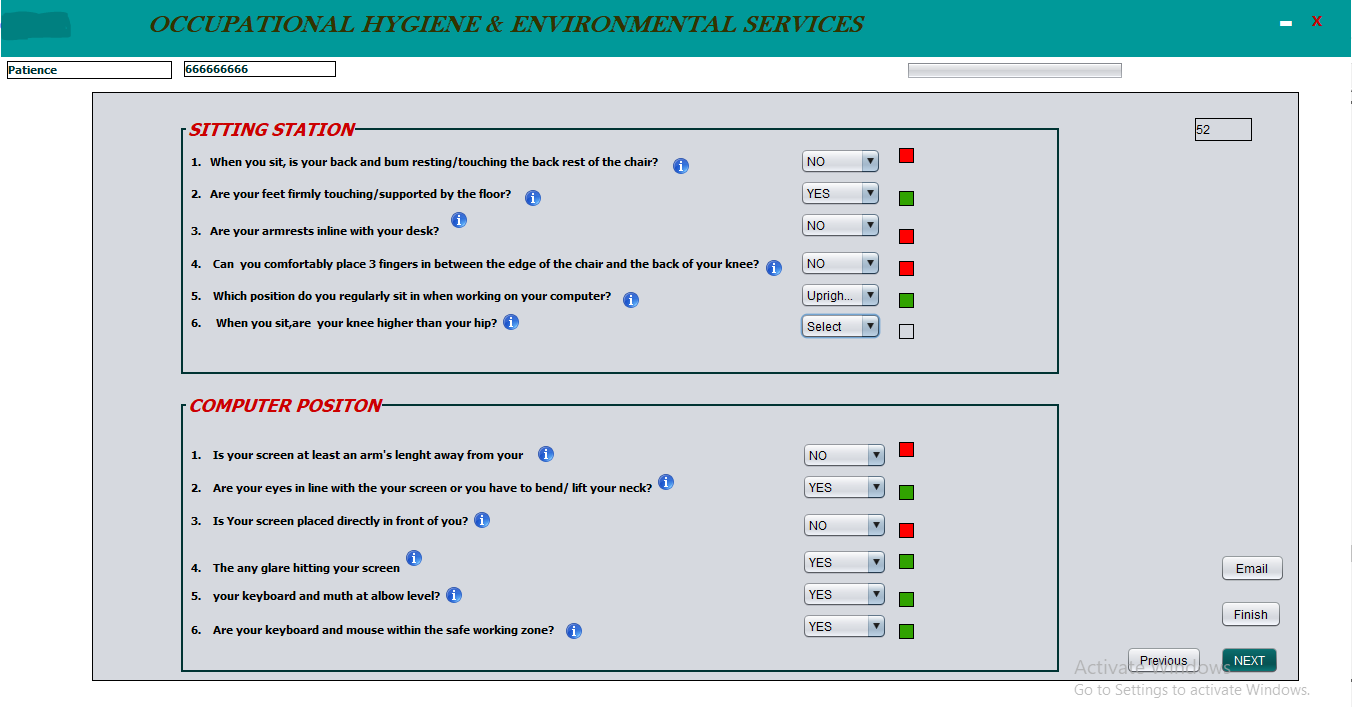 OCCUPATIONAL HYGIENE & ENVIRONMENTAL SERVICES
X
Patience
666666666
SITTING STATION
52
1. When you sit, is your back and bum resting/touching the back rest of the chair? NO
2. Are your feet firmly touching/supported by the floor? YES
3. Are your armrests inline with your desk? NO
4. Can you comfortably place 3 fingers in between the edge of the chair and the back of your knee? NO
5. Which position do you regularly sit in when working on your computer? Uprigh...
6. When you sit,are your knee higher than your hip? Select
COMPUTER POSITON
1. Is your screen at least an arm's lenght away from your NO
2. Are your eyes in line with the your screen or you have to bend/ lift your neck? YES
3. Is Your screen placed directly in front of you? NO
4. The any glare hitting your screen YES
5. your keyboard and muth at albow level? YES
6. Are your keyboard and mouse within the safe working zone? YES
Email
Finish
Previous
NEXT
Activate Windows
Go to Settings to activate Windows.